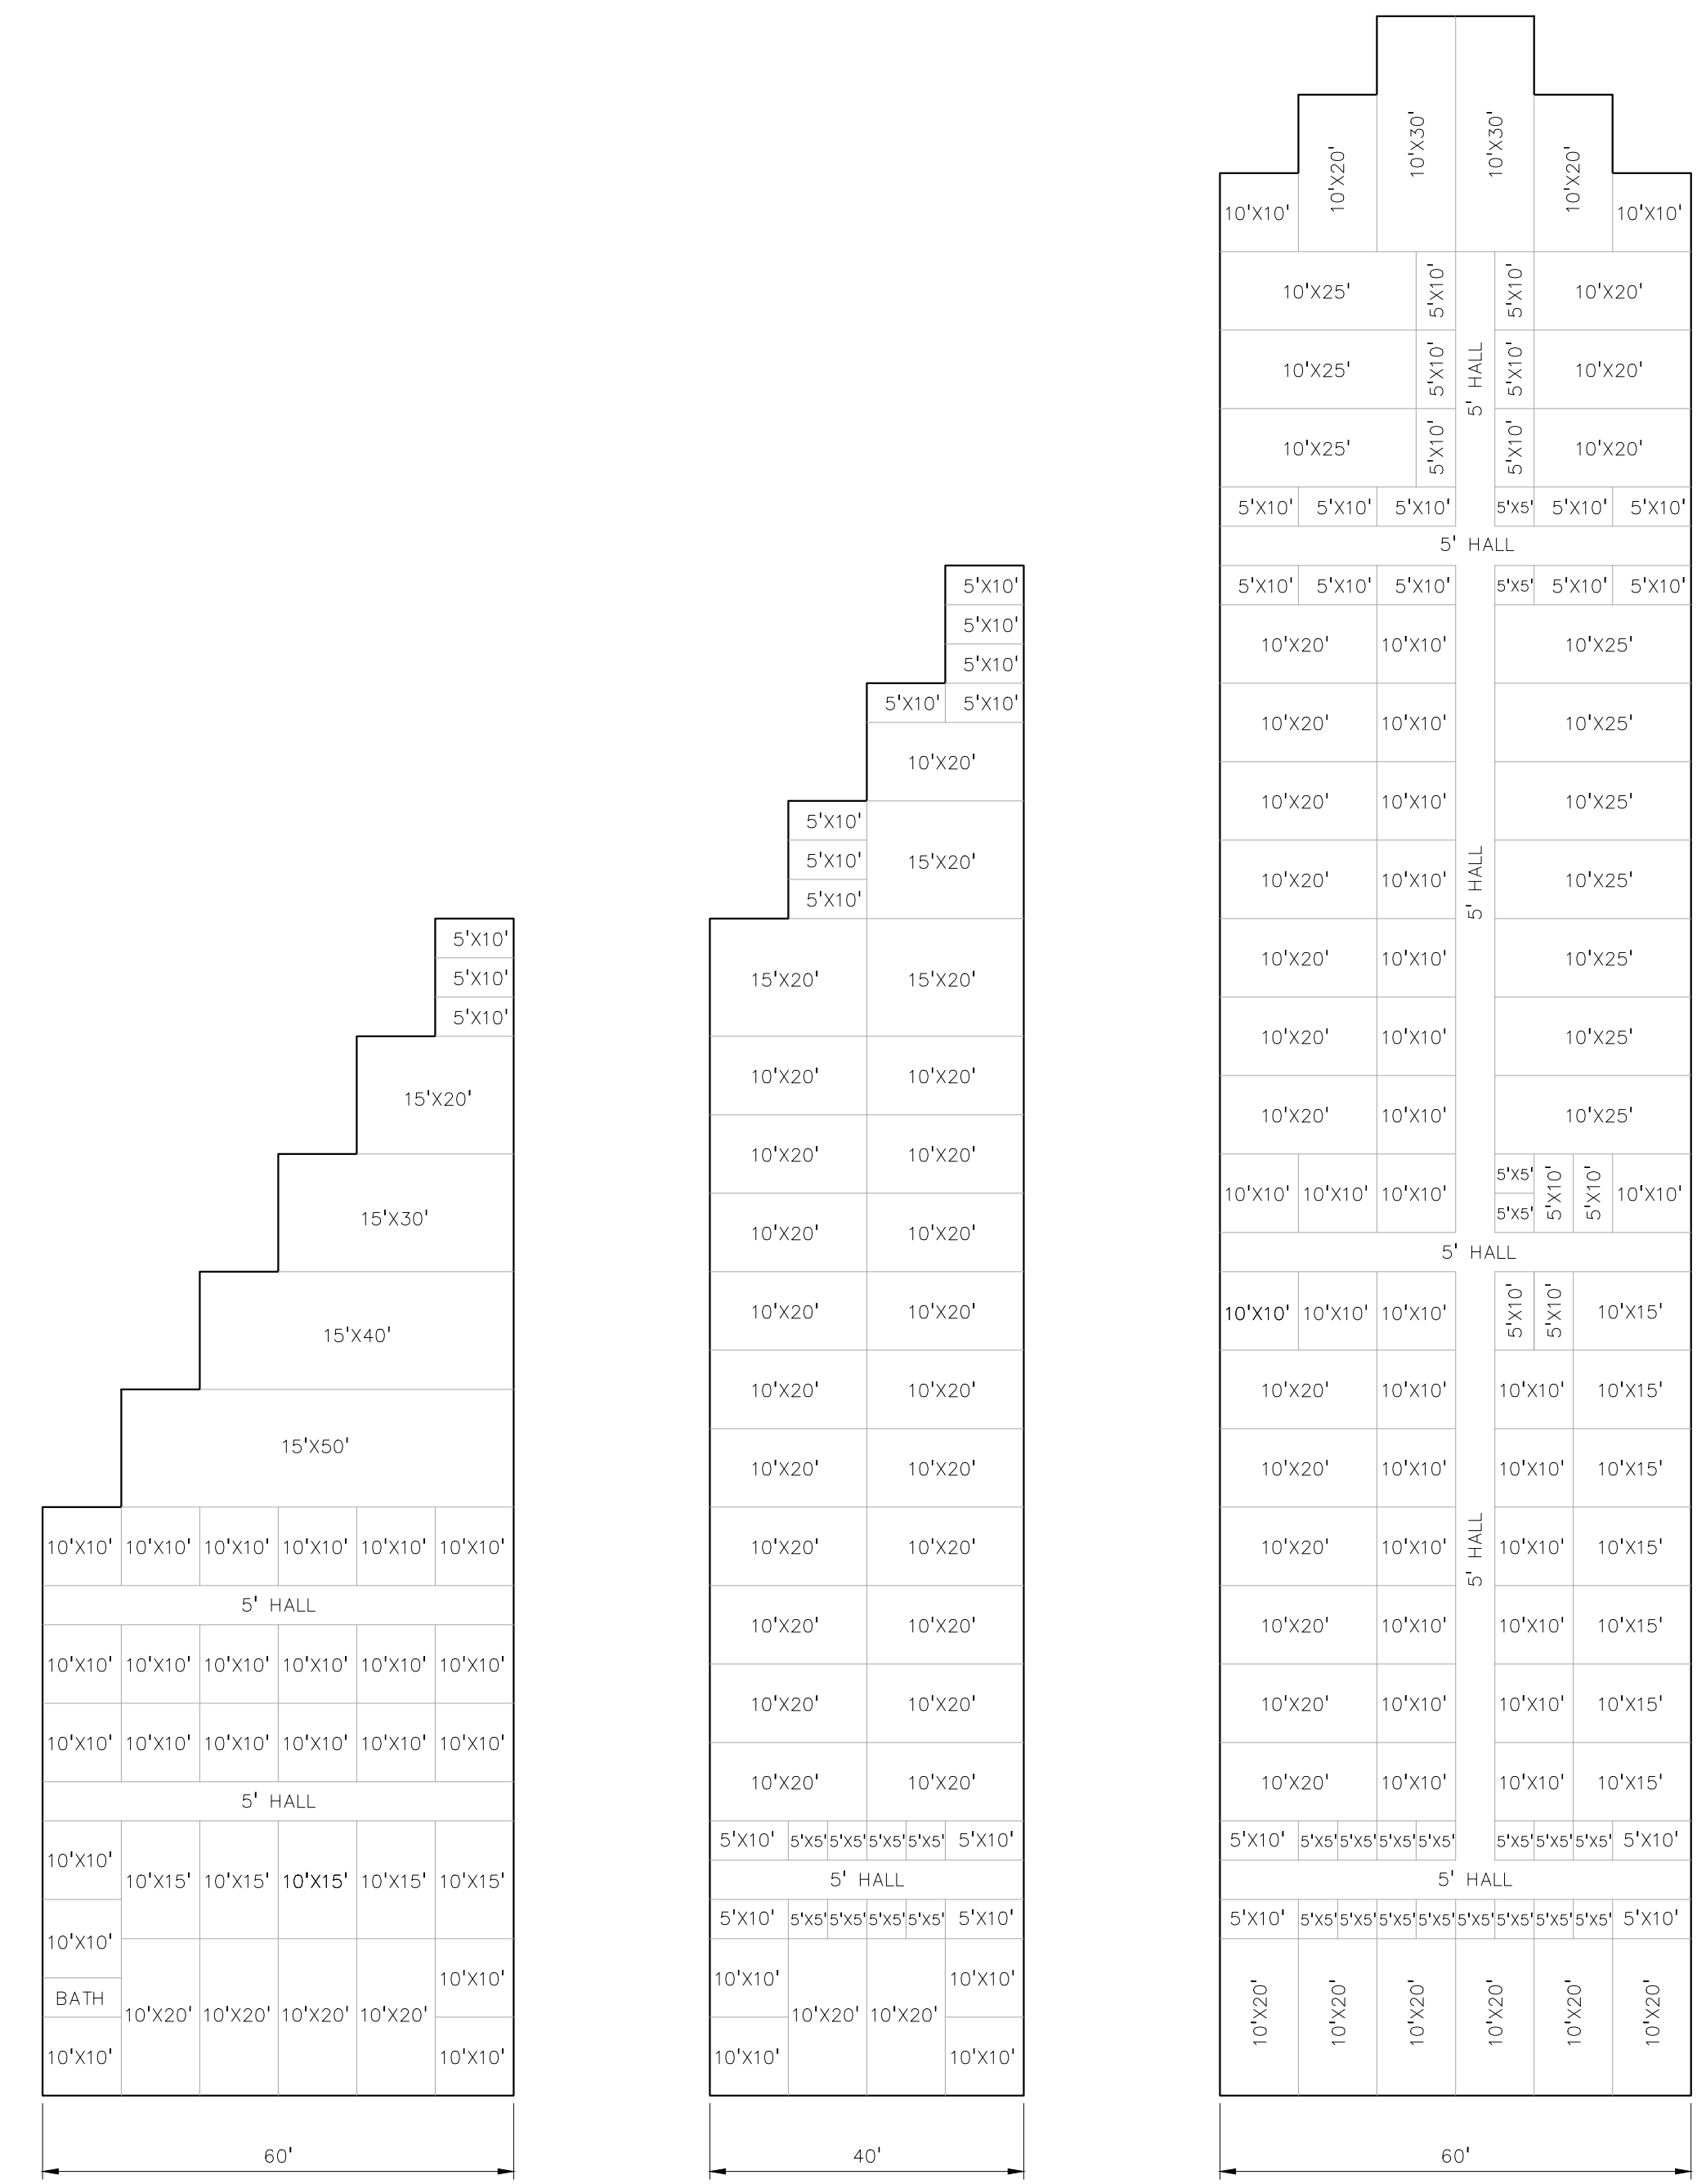 5'X10'
5'X10'
5'X10'
15'X20'
15'X30'
15'X40'
15'X50'
10'X10' 10'X10' 10'X10' 10'X10' 10'X10' 10'X10'
5' HALL
10'X10' 10'X10' 10'X10' 10'X10' 10'X10' 10'X10'
10'X10' 10'X10' 10'X10' 10'X10' 10'X10' 10'X10'
5' HALL
10'X10'
10'X15' 10'X15' 10'X15' 10'X15' 10'X15'
10'X10'
10'X10'
BATH
10'X20' 10'X20' 10'X20' 10'X20'
10'X10' 10'X10'
60'
5'X10'
5'X10'
5'X10'
5'X10' 5'X10'
10'X20'
5'X10'
5'X10'
15'X20'
5'X10'
15'X20' 15'X20'
10'X20' 10'X20'
10'X20' 10'X20'
10'X20' 10'X20'
10'X20' 10'X20'
10'X20' 10'X20'
10'X20' 10'X20'
10'X20' 10'X20'
10'X20' 10'X20'
10'X20' 10'X20'
10'X20' 10'X20'
5'X10' 5'X5' 5'X5' 5'X5' 5'X5' 5'X10'
5' HALL
5'X10' 5'X5' 5'X5' 5'X5' 5'X5' 5'X10'
10'X10' 10'X10'
10'X20' 10'X20'
10'X10' 10'X10'
40'
10'X30' 10'X30'
10'X20' 10'X20'
10'X10' 10'X10'
10'X25' 5'X10' 5'X10' 10'X20'
10'X25' 5'X10' 5' HALL 5'X10' 10'X20'
10'X25' 5'X10' 5'X10' 10'X20'
5'X10' 5'X10' 5'X10' 5'X5' 5'X10' 5'X10'
5' HALL
5'X10' 5'X10' 5'X10' 5'X5' 5'X10' 5'X10'
10'X20' 10'X10' 10'X25'
10'X20' 10'X10' 10'X25'
10'X20' 10'X10' 10'X25'
10'X20' 10'X10' 5' HALL 10'X25'
10'X20' 10'X10' 10'X25'
10'X20' 10'X10' 10'X25'
10'X20' 10'X10' 10'X25'
5'X5'
10'X10' 10'X10' 10'X10' 5'X10' 5'X10' 10'X10'
5'X5'
5' HALL
10'X10' 10'X10' 10'X10' 5'X10' 5'X10' 10'X15'
10'X20' 10'X10' 10'X10' 10'X15'
10'X20' 10'X10' 10'X10' 10'X15'
10'X20' 10'X10' 5' HALL 10'X10' 10'X15'
10'X20' 10'X10' 10'X10' 10'X15'
10'X20' 10'X10' 10'X10' 10'X15'
10'X20' 10'X10' 10'X10' 10'X15'
5'X10' 5'X5' 5'X5' 5'X5' 5'X5' 5'X5' 5'X5' 5'X5' 5'X10'
5' HALL
5'X10' 5'X5' 5'X5' 5'X5' 5'X5' 5'X5' 5'X5' 5'X5' 5'X5' 5'X10'
10'X20' 10'X20' 10'X20' 10'X20' 10'X20' 10'X20'
60'